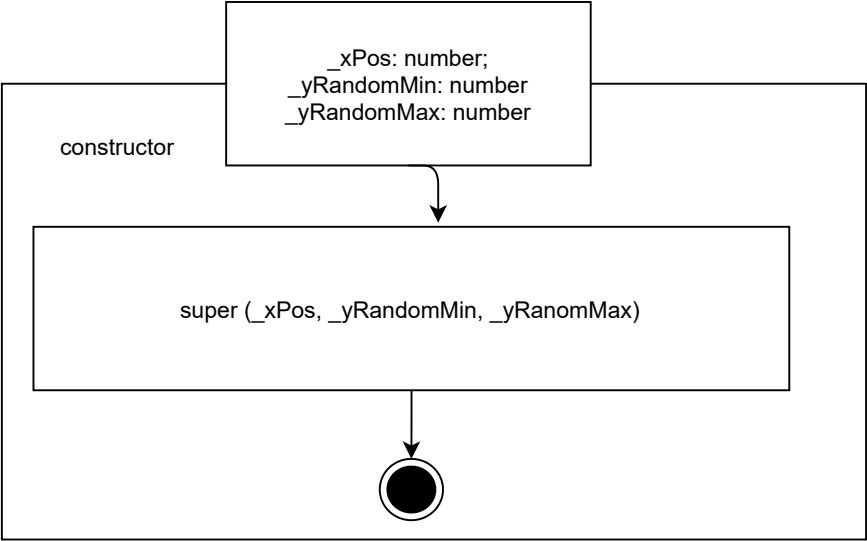 _xPos: number;
_yRandomMin: number
_yRandomMax: number
constructor
super (_xPos, _yRandomMin, _yRanomMax)